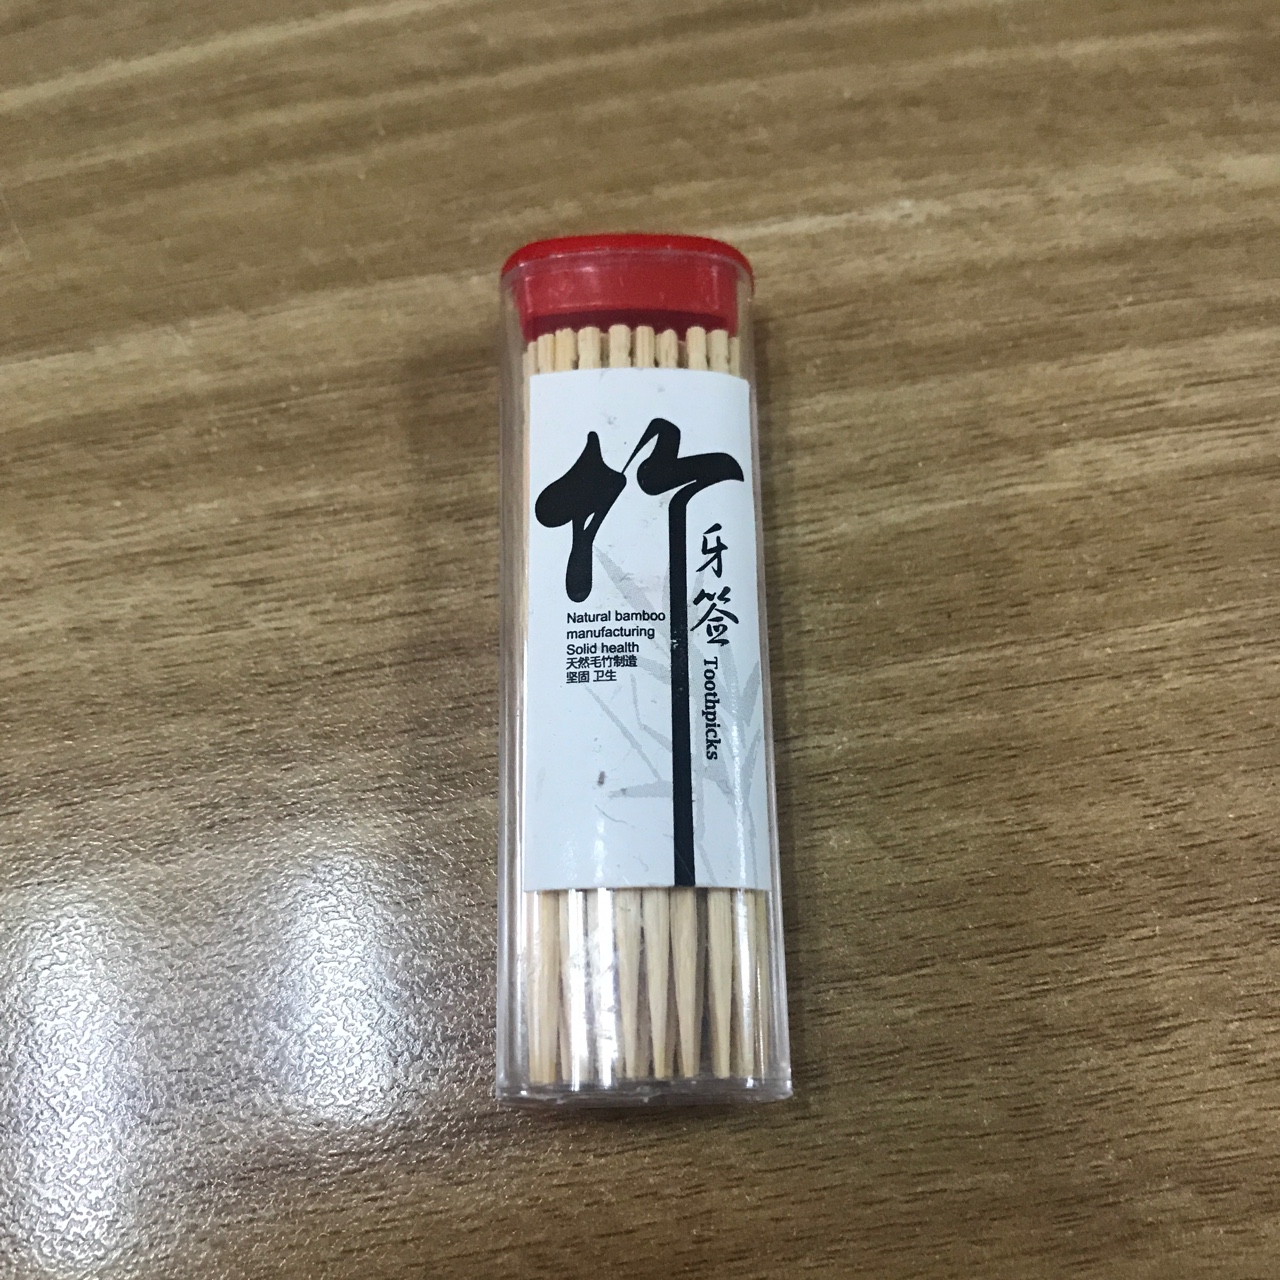 竹
牙签
Toothpicks
Natural bamboo
manufacturing
Solid health
天然毛竹制造
坚固 卫生